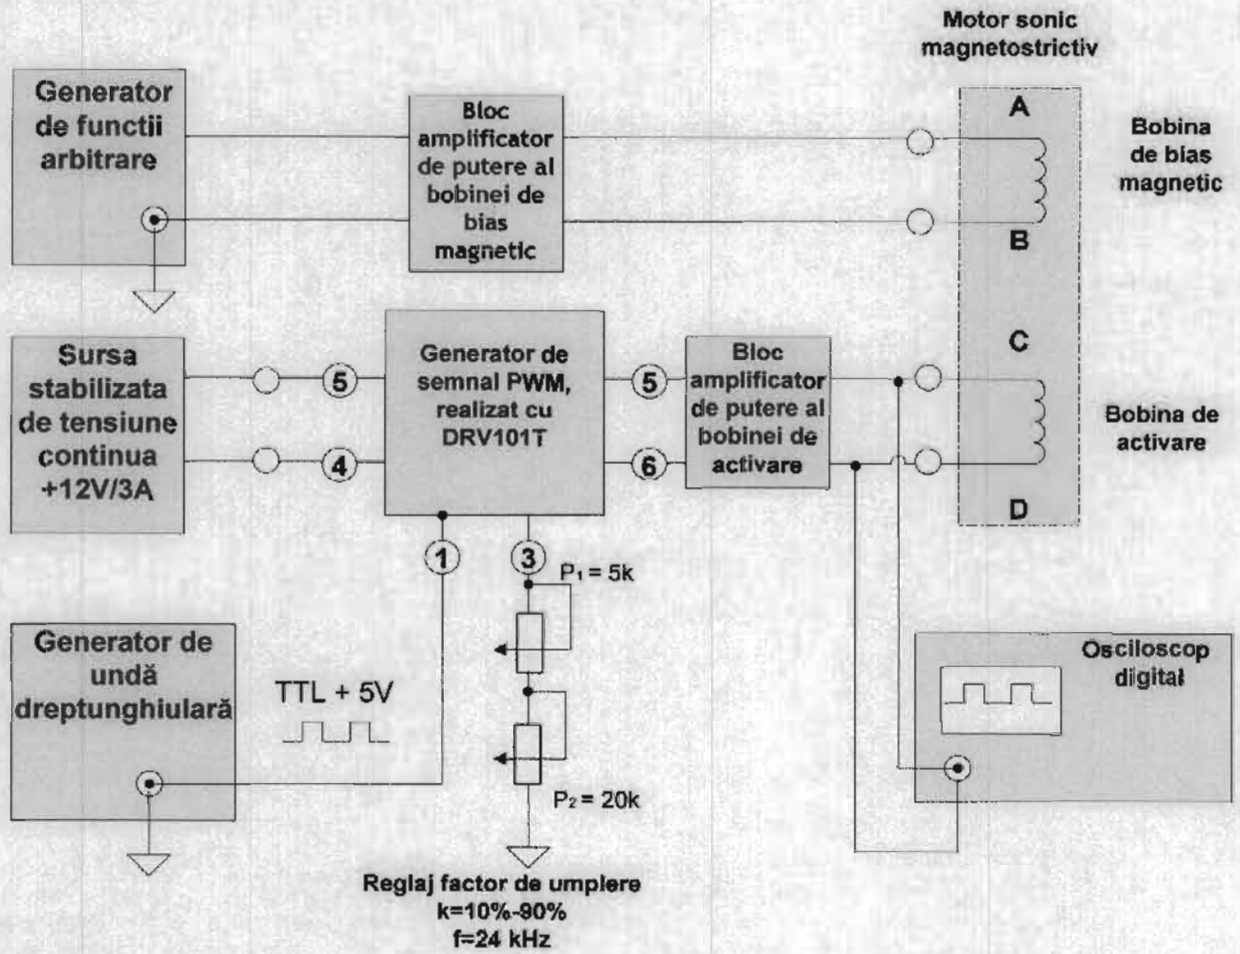 Motor sonic
magnetostrictiv
Generator
de functii
arbitrare
Bloc
amplificator
de putere al
bobinei de
bias
magnetic
A
B
Bobina
de bias
magnetic
Sursa
stabilizata
de tensiune
continua
+12V/3A
5
4
Generator de
semnal PWM,
realizat cu
DRV101T
5
6
Bloc
amplificator
de putere al
bobinei de
activare
C
D
Bobina de
activare
1
3
P1 = 5k
Generator de
undă
dreptunghiulară
TTL + 5V
P2 = 20k
Osciloscop
digital
Reglaj factor de umplere
k=10%-90%
f=24 kHz